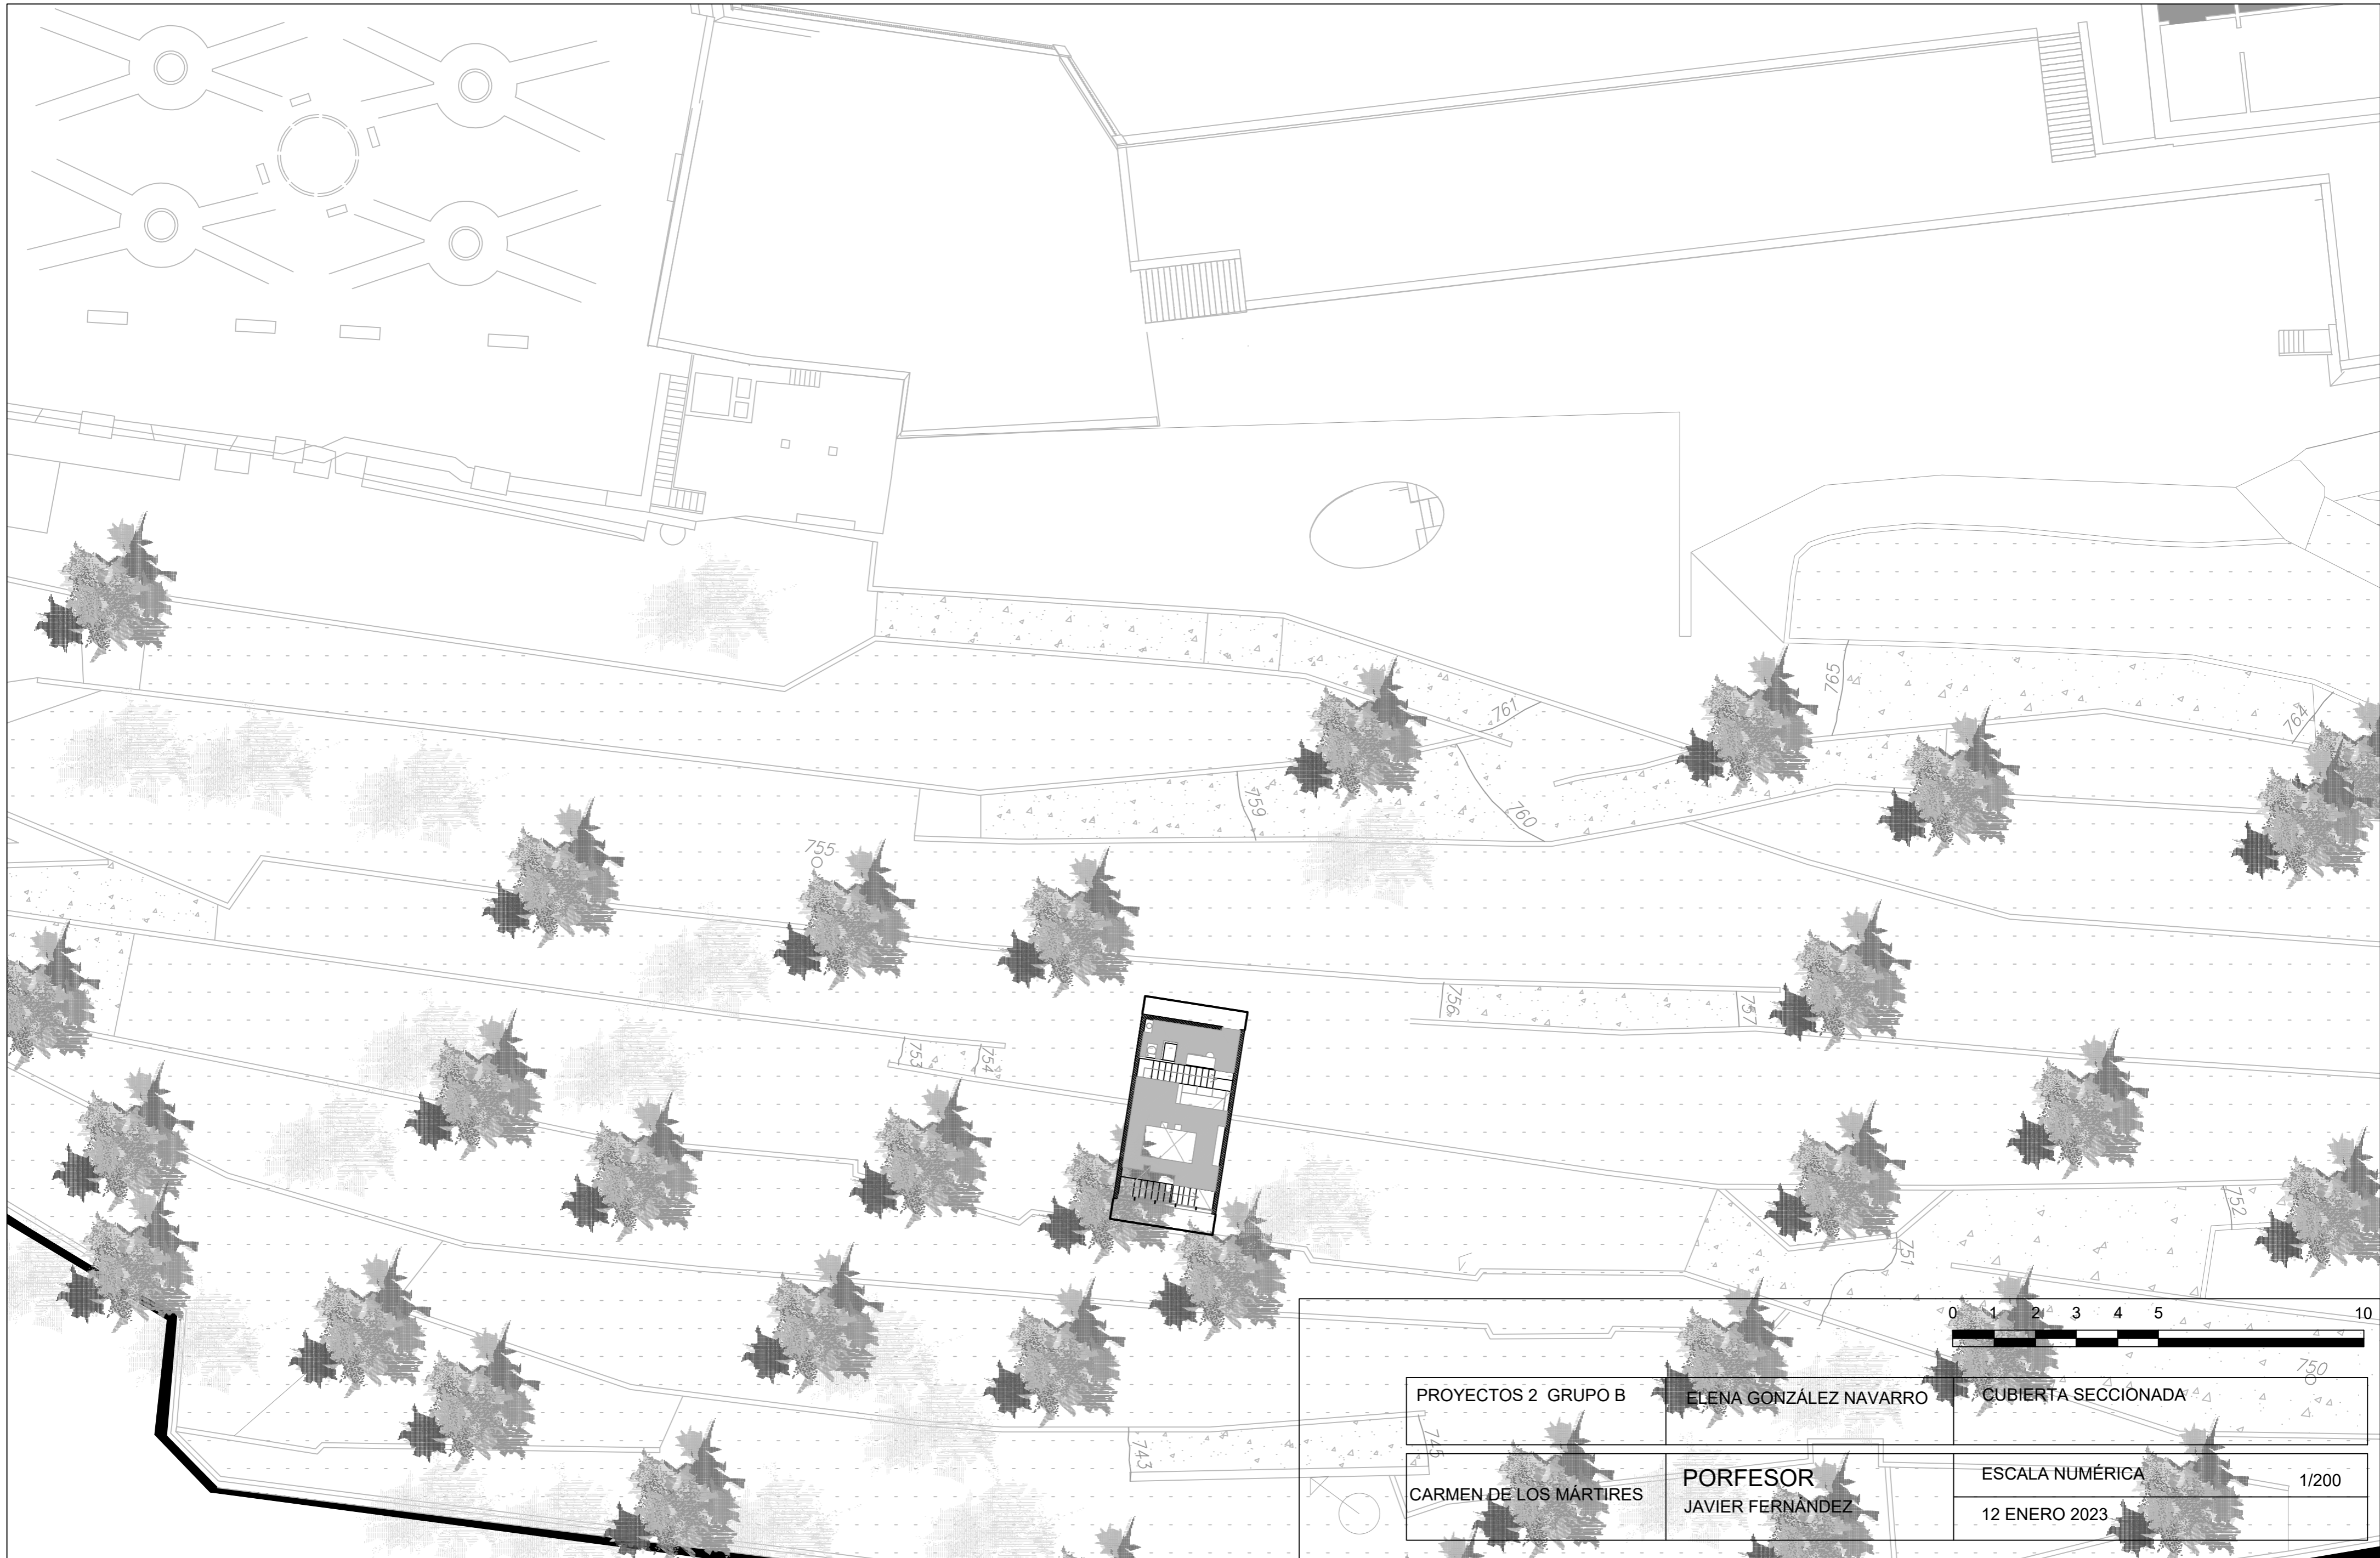 765
764
761
759
760
755
756
757
753
754
752
751
0 1 2 3 4 5 10
750
PROYECTOS 2 GRUPO B
ELENA GONZÁLEZ NAVARRO
CUBIERTA SECCIONADA
743
745
CARMEN DE LOS MÁRTIRES
PORFESOR
JAVIER FERNÁNDEZ
ESCALA NUMÉRICA
1/200
12 ENERO 2023